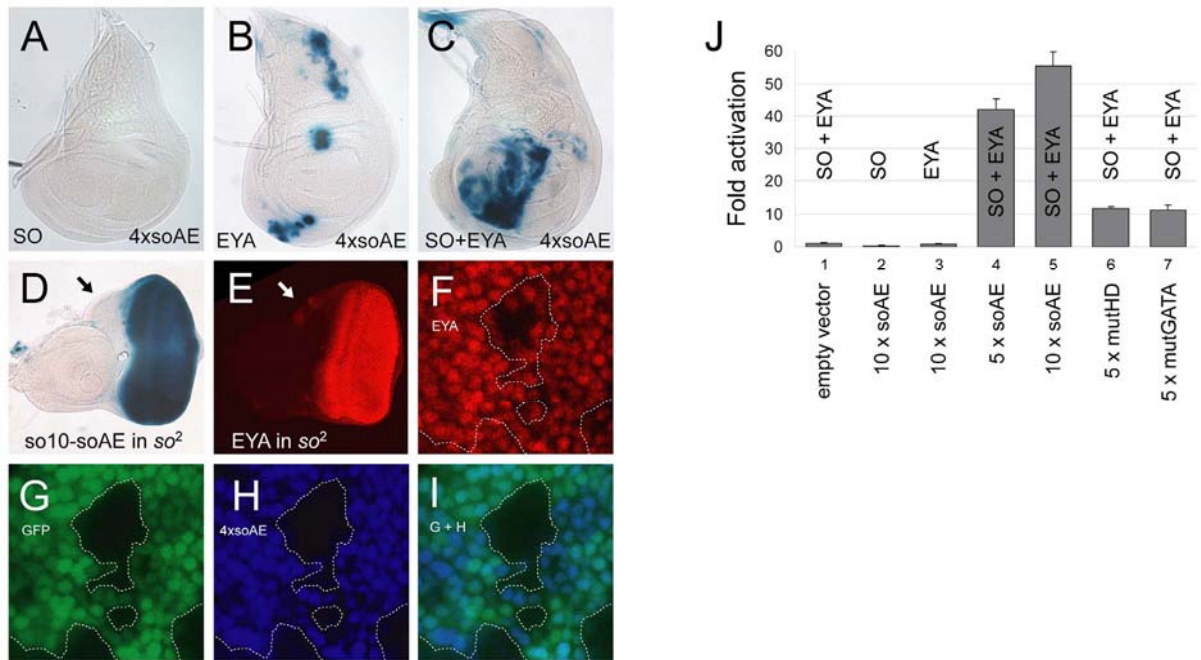 A
SO 4xsoAE
B
EYA 4xsoAE
C
SO+EYA 4xsoAE
D
so10-soAE in so²
E
EYA in so²
F
EYA
G
GFP
H
4xsoAE
I
G + H
J
Fold activation
60
50
40
30
20
10
0
SO + EYA
SO
EYA
SO + EYA
SO + EYA
SO + EYA
SO + EYA
1 2 3 4 5 6 7
empty vector
10 x soAE
10 x soAE
5 x soAE
10 x soAE
5 x mutHD
5 x mutGATA